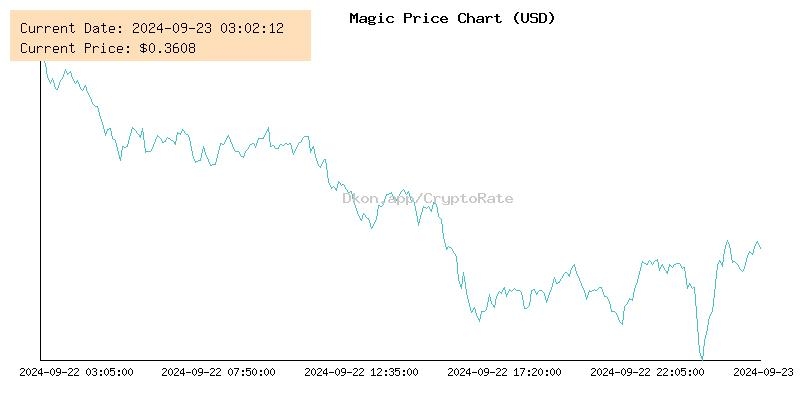 Magic Price Chart (USD)
Current Date: 2024-09-23 03:02:12
Current Price: $0.3608
Dkon.app/CryptoRate
2024-09-22 03:05:00 2024-09-22 07:50:00 2024-09-22 12:35:00 2024-09-22 17:20:00 2024-09-22 22:05:00 2024-09-23